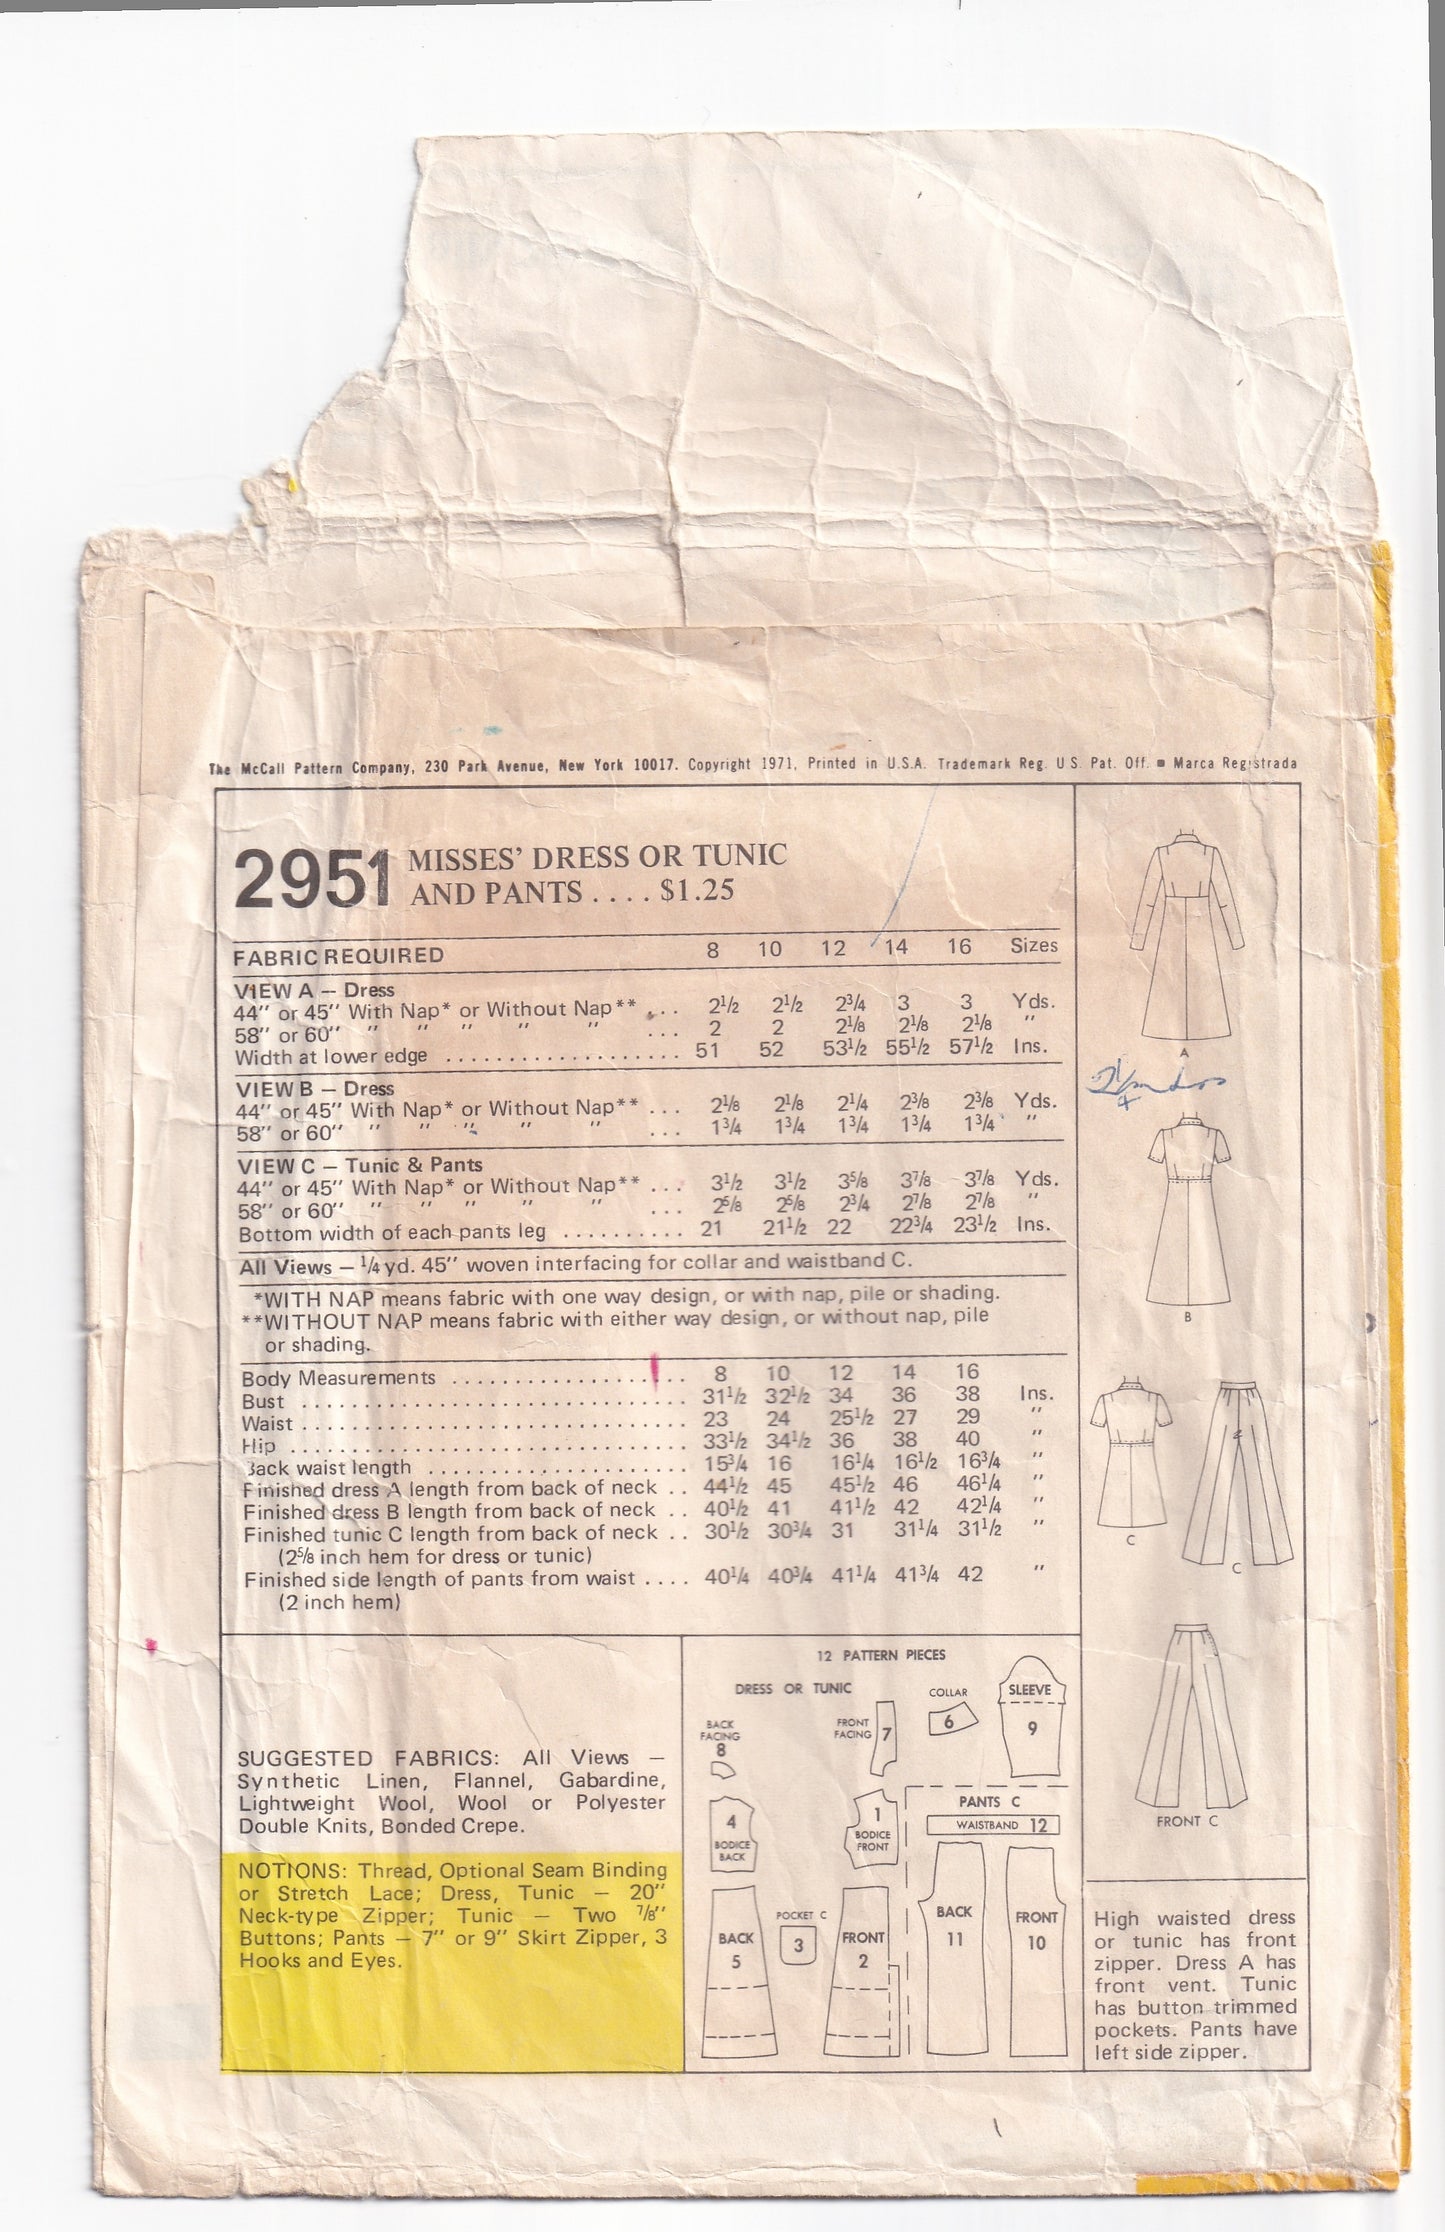 The McCall Pattern Company, 230 Park Avenue, New York 10017. Copyright 1971, Printed in U.S.A. Trademark Reg. U S. Pat. Off. ■ Marca Registrada
2951 MISSES' DRESS OR TUNIC
AND PANTS . . . . $1.25
FABRIC REQUIRED 8 10 12 14 16 Sizes
VIEW A — Dress
44" or 45" With Nap* or Without Nap** . . . 2½ 2½ 2¾ 3 3 Yds.
58" or 60" " " " " " . . . 2 2 2⅛ 2⅛ 2⅛ "
Width at lower edge . . . . . . . . . . . . . . . . . . . 51 52 53½ 55½ 57½ Ins.
VIEW B — Dress
44" or 45" With Nap* or Without Nap** . . . 2⅛ 2⅛ 2¼ 2⅜ 2⅜ Yds.
58" or 60" " " " " " . . . 1¾ 1¾ 1¾ 1¾ 1¾ "
VIEW C — Tunic & Pants
44" or 45" With Nap* or Without Nap** . . . 3½ 3½ 3⅝ 3⅞ 3⅞ Yds.
58" or 60" " " " " " . . . 2⅝ 2⅝ 2¾ 2⅞ 2⅞ "
Bottom width of each pants leg . . . . . . . . . . 21 21½ 22 22¾ 23½ Ins.
All Views — ¼ yd. 45" woven interfacing for collar and waistband C.
*WITH NAP means fabric with one way design, or with nap, pile or shading.
**WITHOUT NAP means fabric with either way design, or without nap, pile
or shading.
Body Measurements . . . . . . . . . . . . . . . . . . . 8 10 12 14 16
Bust . . . . . . . . . . . . . . . . . . . . . . . . . . . . . . . 31½ 32½ 34 36 38 Ins.
Waist . . . . . . . . . . . . . . . . . . . . . . . . . . . . . . 23 24 25½ 27 29 "
Hip . . . . . . . . . . . . . . . . . . . . . . . . . . . . . . . . 33½ 34½ 36 38 40 "
Back waist length . . . . . . . . . . . . . . . . . . . . . 15¾ 16 16¼ 16½ 16¾ "
Finished dress A length from back of neck . . 44½ 45 45½ 46 46¼ "
Finished dress B length from back of neck . . 40½ 41 41½ 42 42¼ "
Finished tunic C length from back of neck . . 30½ 30¾ 31 31¼ 31½ "
(2⅝ inch hem for dress or tunic)
Finished side length of pants from waist . . . . 40¼ 40¾ 41¼ 41¾ 42 "
(2 inch hem)
A
B
C
C
FRONT C
SUGGESTED FABRICS: All Views —
Synthetic Linen, Flannel, Gabardine,
Lightweight Wool, Wool or Polyester
Double Knits, Bonded Crepe.
NOTIONS: Thread, Optional Seam Binding
or Stretch Lace; Dress, Tunic — 20"
Neck-type Zipper; Tunic — Two ⅞"
Buttons; Pants — 7" or 9" Skirt Zipper, 3
Hooks and Eyes.
12 PATTERN PIECES
DRESS OR TUNIC
BACK
FACING
8
FRONT
FACING 7
COLLAR
6
SLEEVE
9
4
BODICE
BACK
1
BODICE
FRONT
PANTS C
WAISTBAND 12
BACK
5
POCKET C
3
FRONT
2
BACK
11
FRONT
10
High waisted dress
or tunic has front
zipper. Dress A has
front vent. Tunic
has button trimmed
pockets. Pants have
left side zipper.